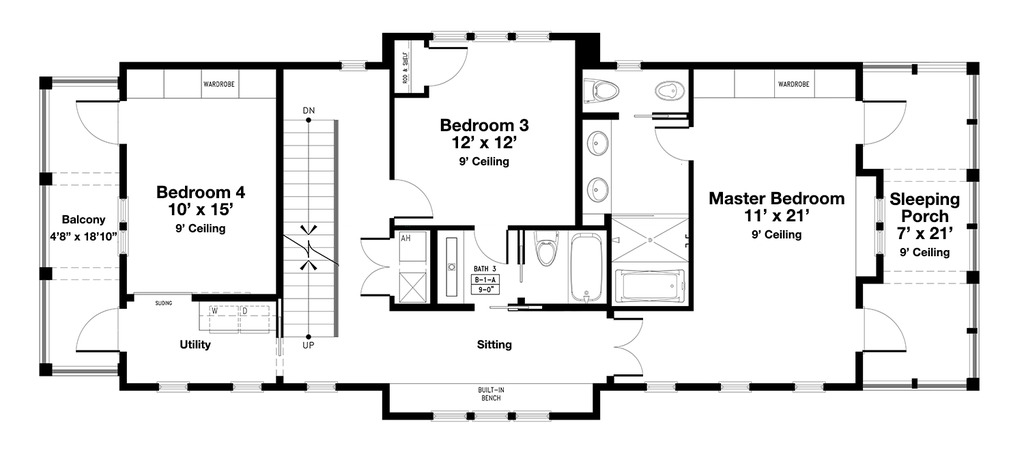 WARDROBE
Bedroom 4
10’ x 15’
9’ Ceiling
Balcony
4’8” x 18’10”
SLIDING
W
D
Utility
DN
UP
ROD & SHELF
Bedroom 3
12’ x 12’
9’ Ceiling
AH
BATH 3
B-1-A
9-0"
Sitting
BUILT-IN
BENCH
WARDROBE
Master Bedroom
11’ x 21’
9’ Ceiling
Sleeping
Porch
7’ x 21’
9’ Ceiling